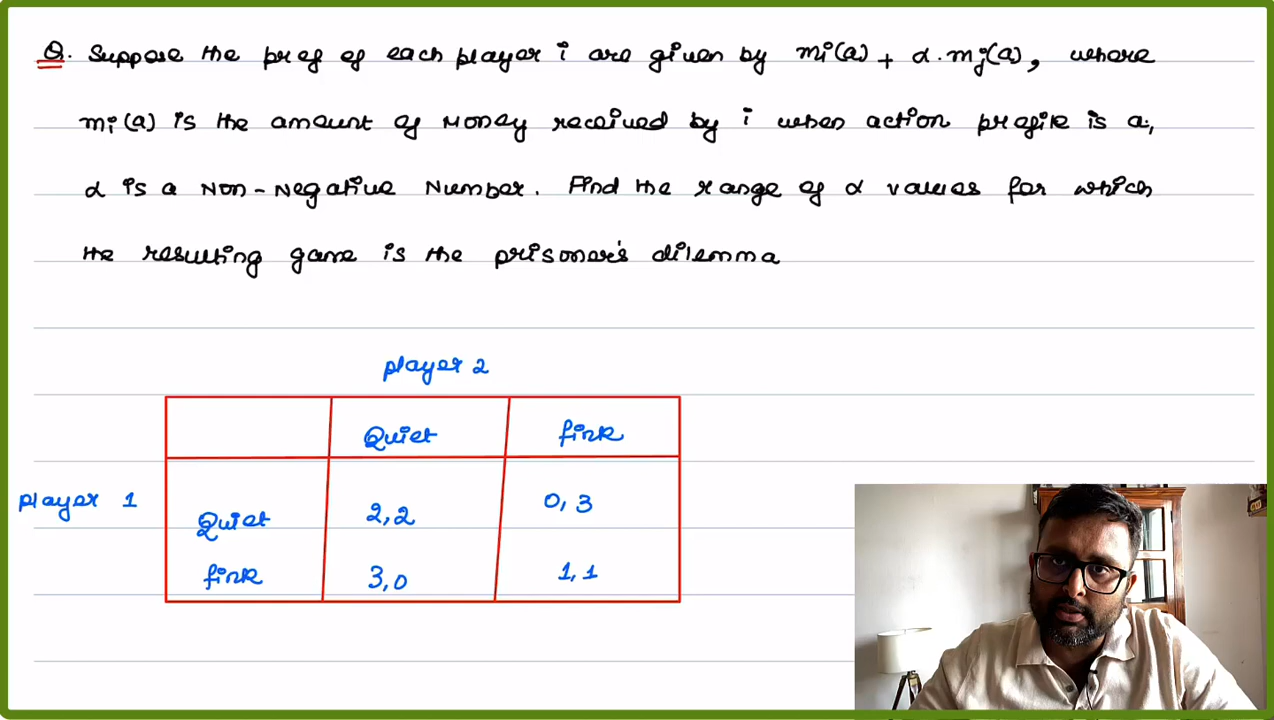 Q. Suppose the pref of each player i are given by mi(a) + α.mj(a), where
mi(a) is the amount of Money received by i when action profile is a,
α is a Non-Negative Number. Find the range of α values for which
the resulting game is the prisoner's dilemma
player 2
Quiet fink
player 1 Quiet 2,2 0,3
fink 3,0 1,1